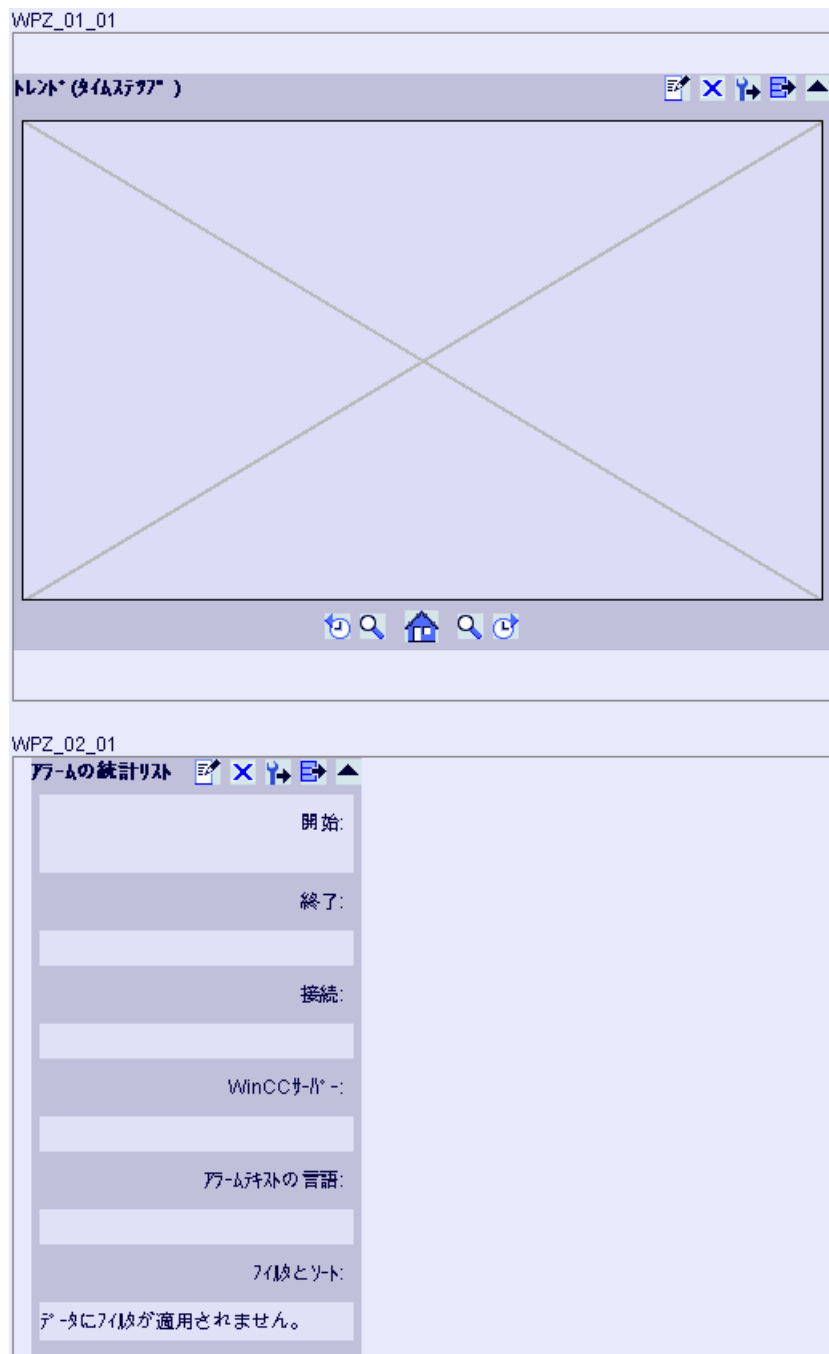 WPZ_01_01
ﾄﾚﾝﾄﾞ(ﾀｲﾑｽﾃｯﾌﾟ)
WPZ_02_01
ｱﾗｰﾑの統計ﾘｽﾄ
開始:
終了:
接続:
WinCCｻｰﾊﾞｰ:
ｱﾗｰﾑﾃｷｽﾄの言語:
ﾌｨﾙﾀとｿｰﾄ:
ﾃﾞｰﾀにﾌｨﾙﾀが適用されません。